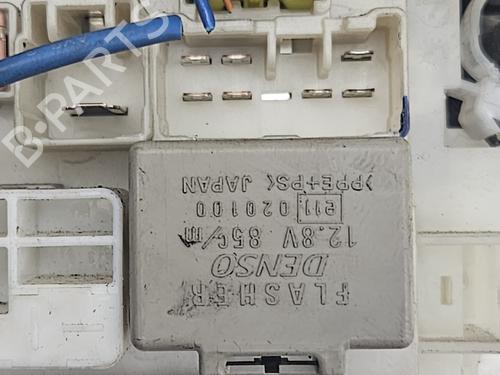 FLASHER
DENSO
12.8V 85C/m
e11 020100
>PPE+PS< JAPAN
B-PARTS